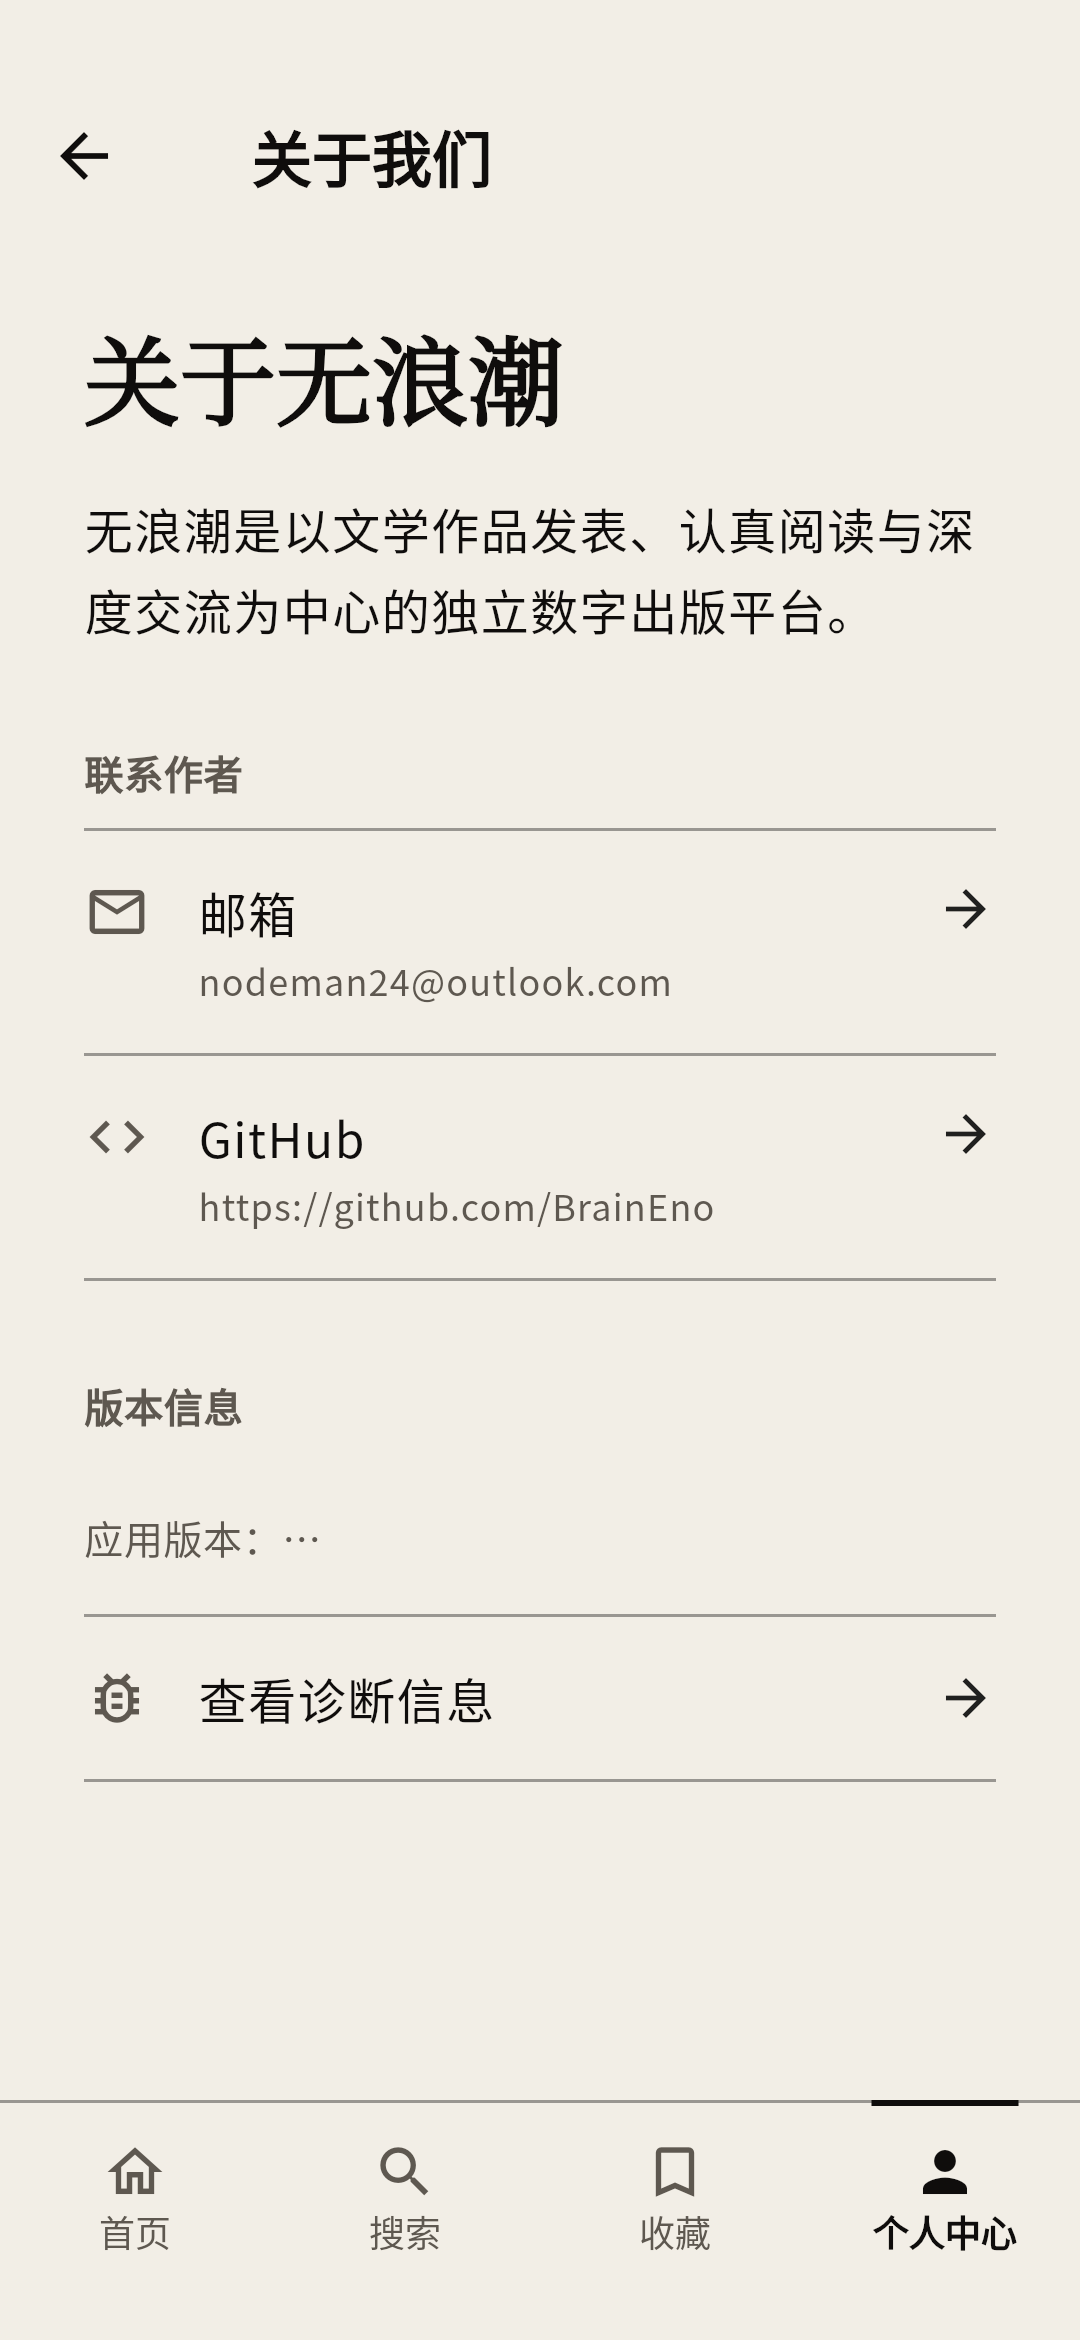 关于我们
关于无浪潮
无浪潮是以文学作品发表、认真阅读与深
度交流为中心的独立数字出版平台。
联系作者
邮箱
nodeman24@outlook.com
GitHub
https://github.com/BrainEno
版本信息
应用版本：…
查看诊断信息
首页
搜索
收藏
个人中心